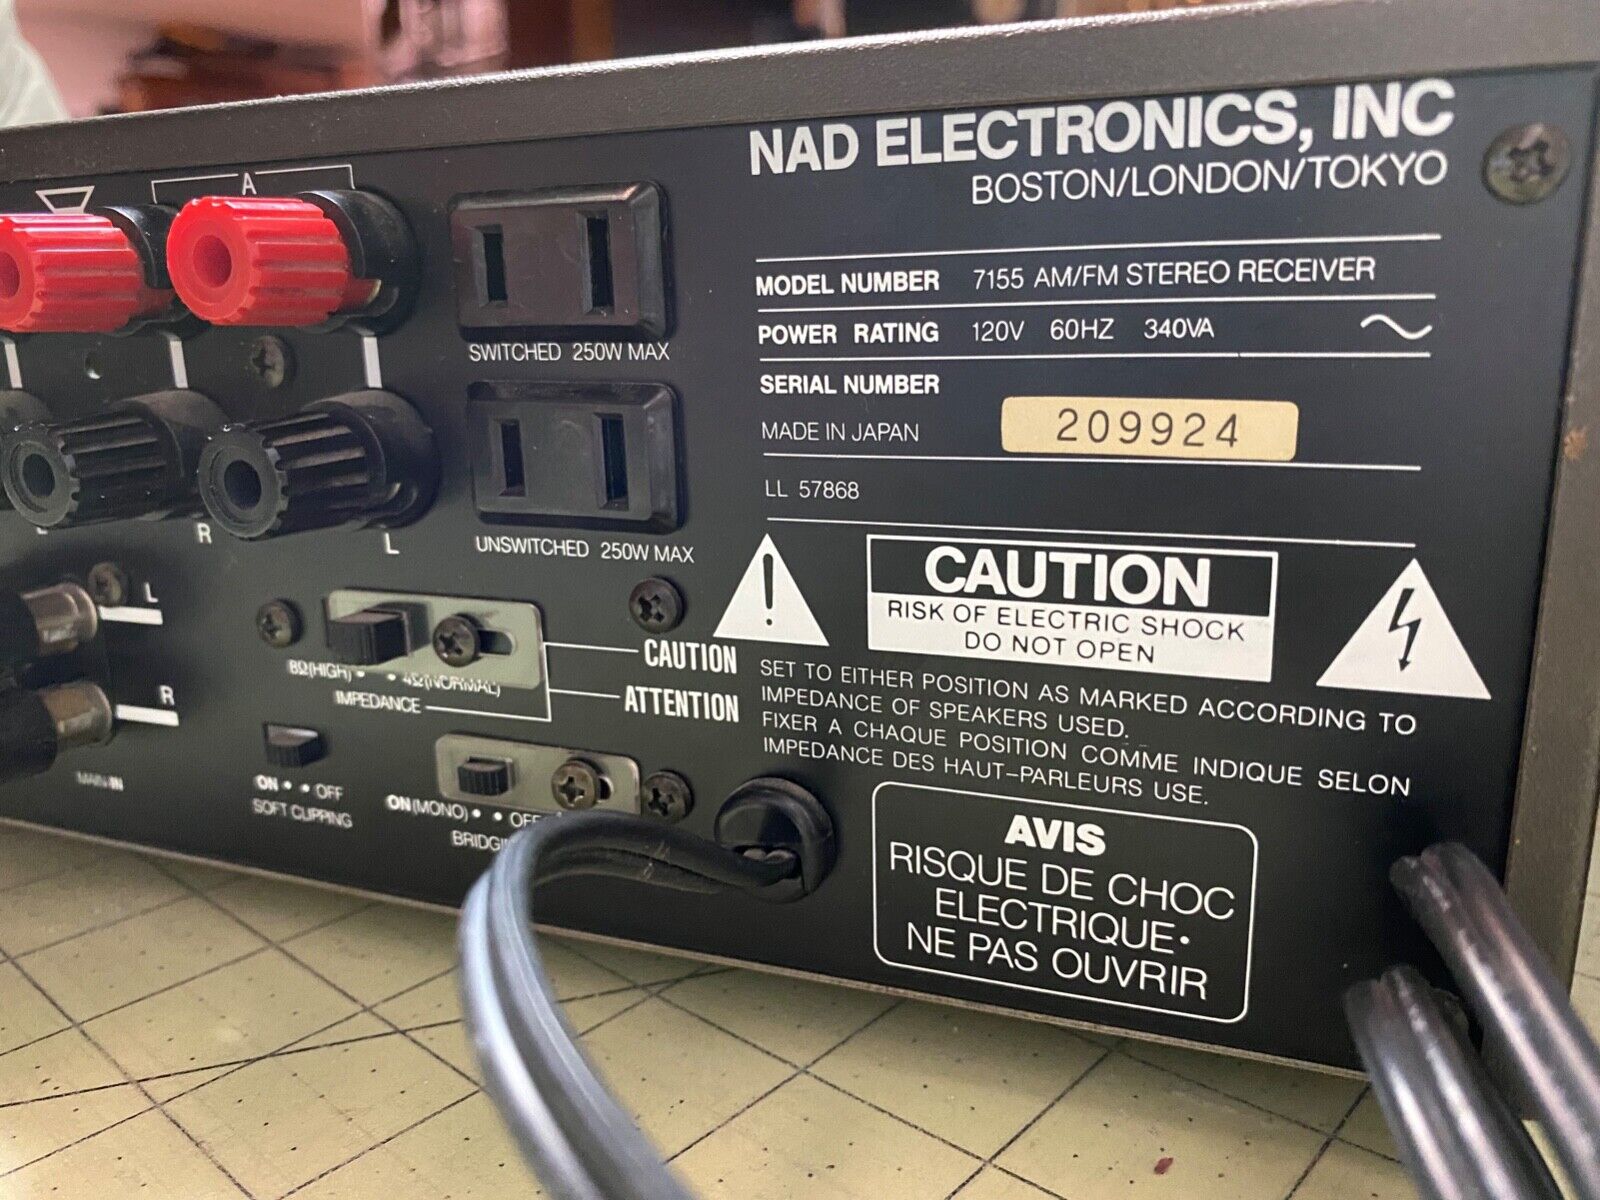 NAD ELECTRONICS, INC
BOSTON/LONDON/TOKYO
MODEL NUMBER 7155 AM/FM STEREO RECEIVER
POWER RATING 120V 60HZ 340VA
SERIAL NUMBER
MADE IN JAPAN 209924
LL 57868
CAUTION
RISK OF ELECTRIC SHOCK
DO NOT OPEN
SET TO EITHER POSITION AS MARKED ACCORDING TO
IMPEDANCE OF SPEAKERS USED.
FIXER A CHAQUE POSITION COMME INDIQUE SELON
IMPEDANCE DES HAUT-PARLEURS USE.
AVIS
RISQUE DE CHOC
ELECTRIQUE•
NE PAS OUVRIR
A
SWITCHED 250W MAX
UNSWITCHED 250W MAX
R L
L
R
MAIN IN
8Ω(HIGH)• •4Ω(NORMAL)
IMPEDANCE
CAUTION
ATTENTION
ON • • OFF
SOFT CLIPPING
ON(MONO)• •